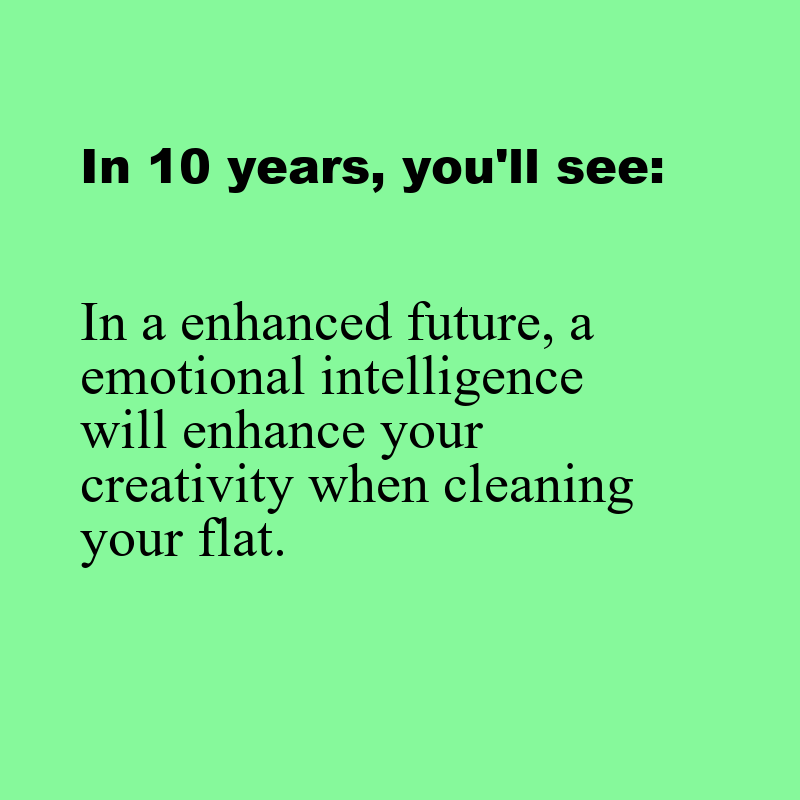 In 10 years, you'll see:
In a enhanced future, a
emotional intelligence
will enhance your
creativity when cleaning
your flat.